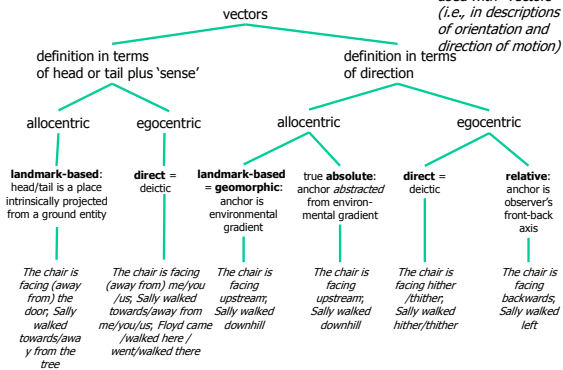 used with 'vectors'
(i.e., in descriptions
of orientation and
direction of motion)
vectors
definition in terms
of head or tail plus 'sense'
definition in terms
of direction
allocentric
egocentric
allocentric
egocentric
landmark-based:
head/tail is a place
intrinsically projected
from a ground entity
direct =
deictic
landmark-based
= geomorphic:
anchor is
environmental
gradient
true absolute:
anchor abstracted
from environ-
mental gradient
direct =
deictic
relative:
anchor is
observer's
front-back
axis
The chair is
facing (away
from) the
door; Sally
walked
towards/awa
y from the
tree
The chair is facing
(away from) me/you
/us; Sally walked
towards/away from
me/you/us; Floyd came
/walked here /
went/walked there
The chair is
facing
upstream;
Sally walked
downhill
The chair is
facing
upstream;
Sally walked
downhill
The chair is
facing hither
/thither;
Sally walked
hither/thither
The chair is
facing
backwards;
Sally walked
left